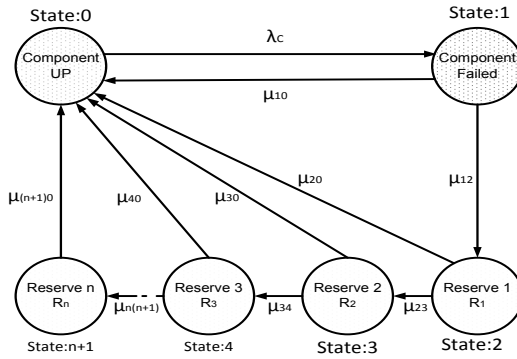 State:0
State:1
Component
UP
λC
Component
Failed
μ10
μ20
μ12
μ(n+1)0
μ40
μ30
Reserve n
Rn
μn(n+1)
Reserve 3
R3
μ34
Reserve 2
R2
μ23
Reserve 1
R1
State:n+1
State:4
State:3
State:2